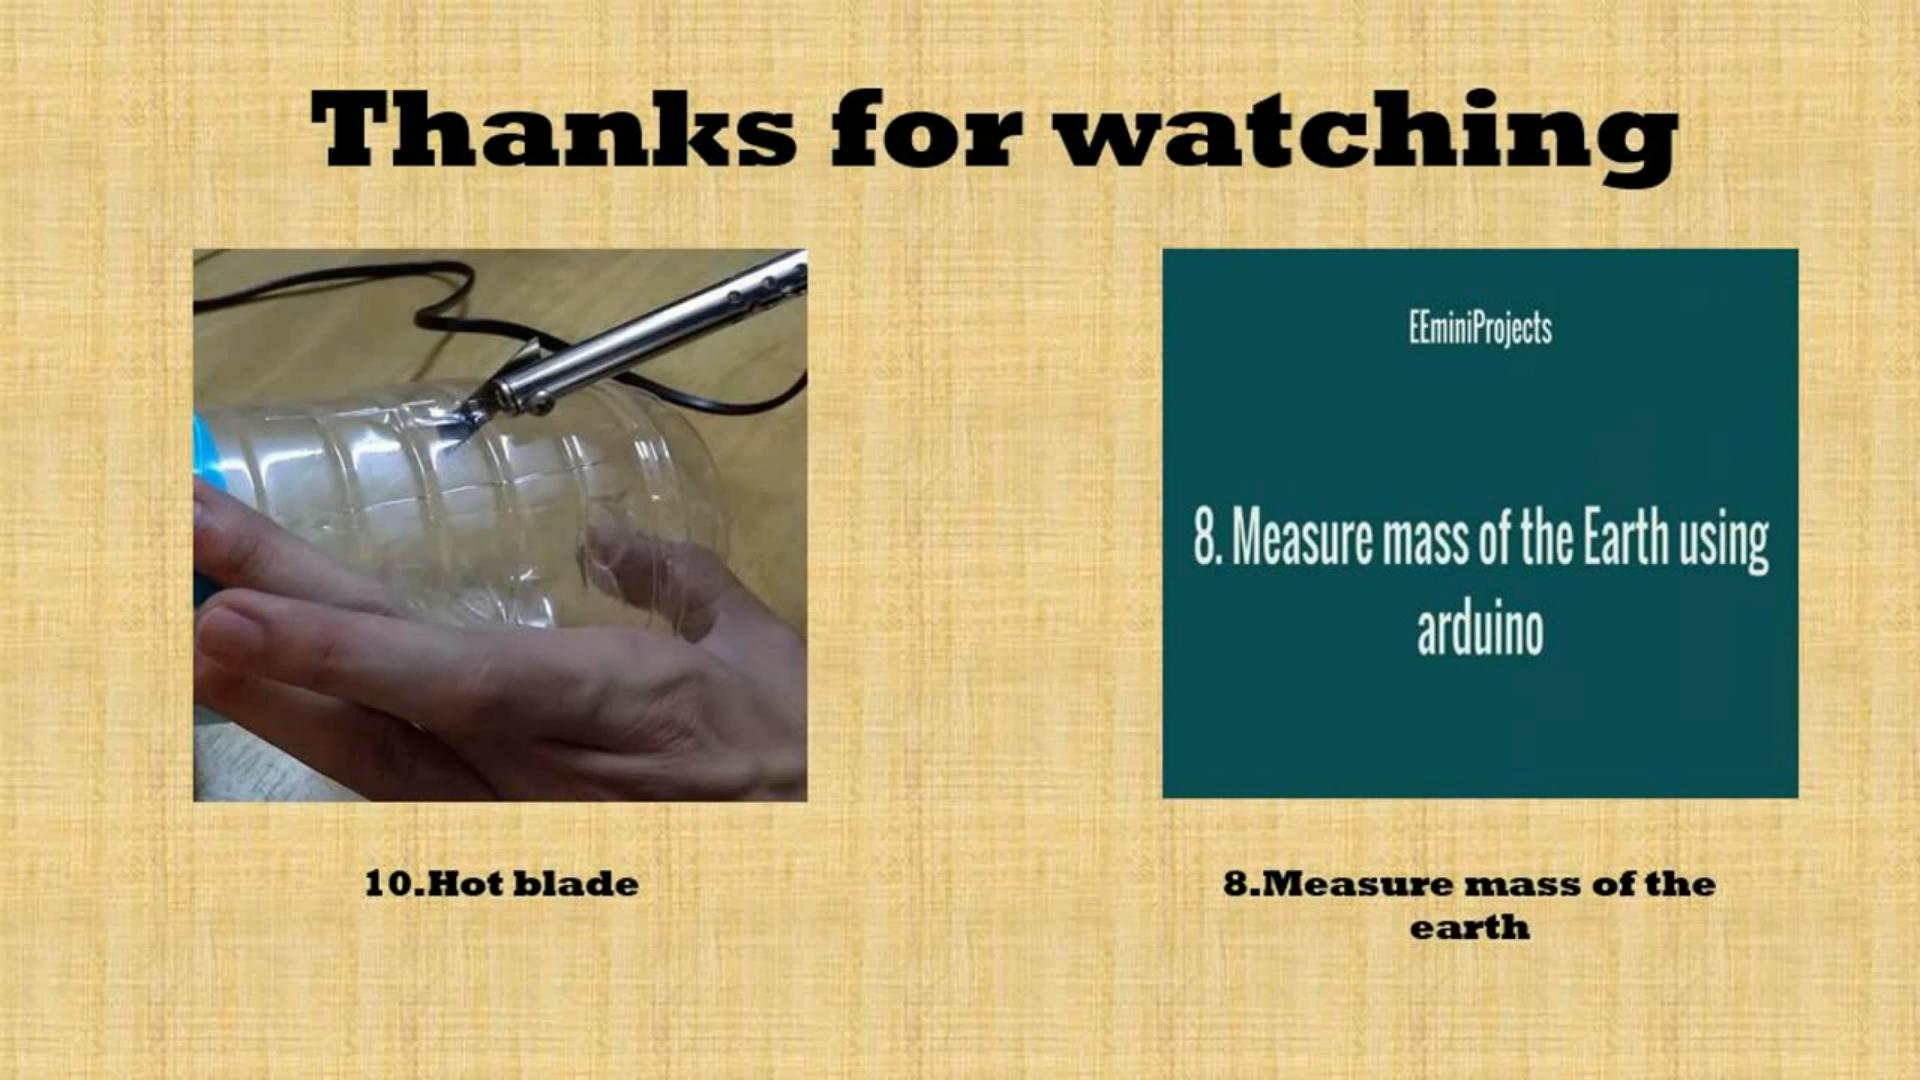 Thanks for watching
EEminiProjects
8. Measure mass of the Earth using
arduino
10.Hot blade
8.Measure mass of the
earth